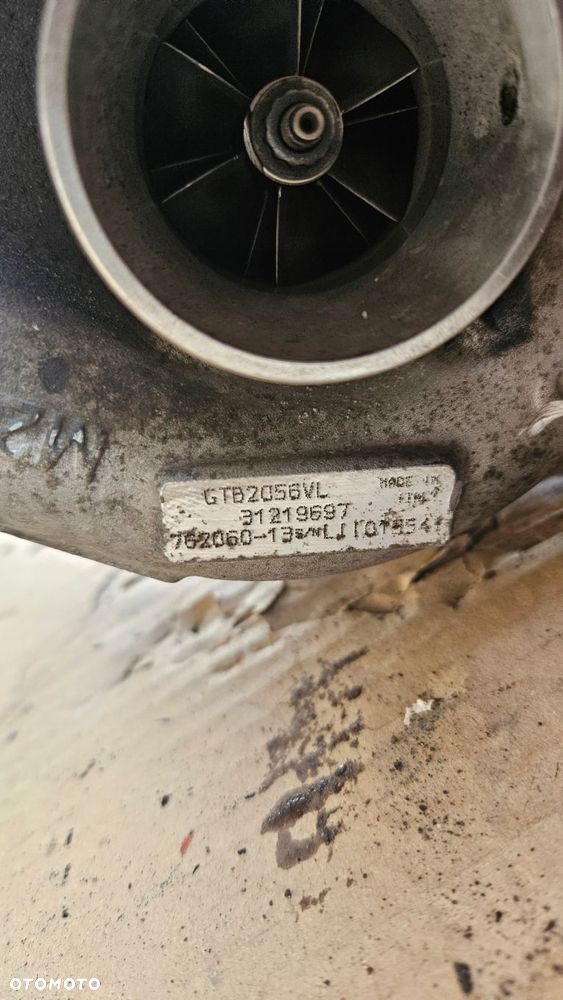 GTB2056VL
MADE IN
ITALY
31219697
762060-13 S/N
OTOMOTO